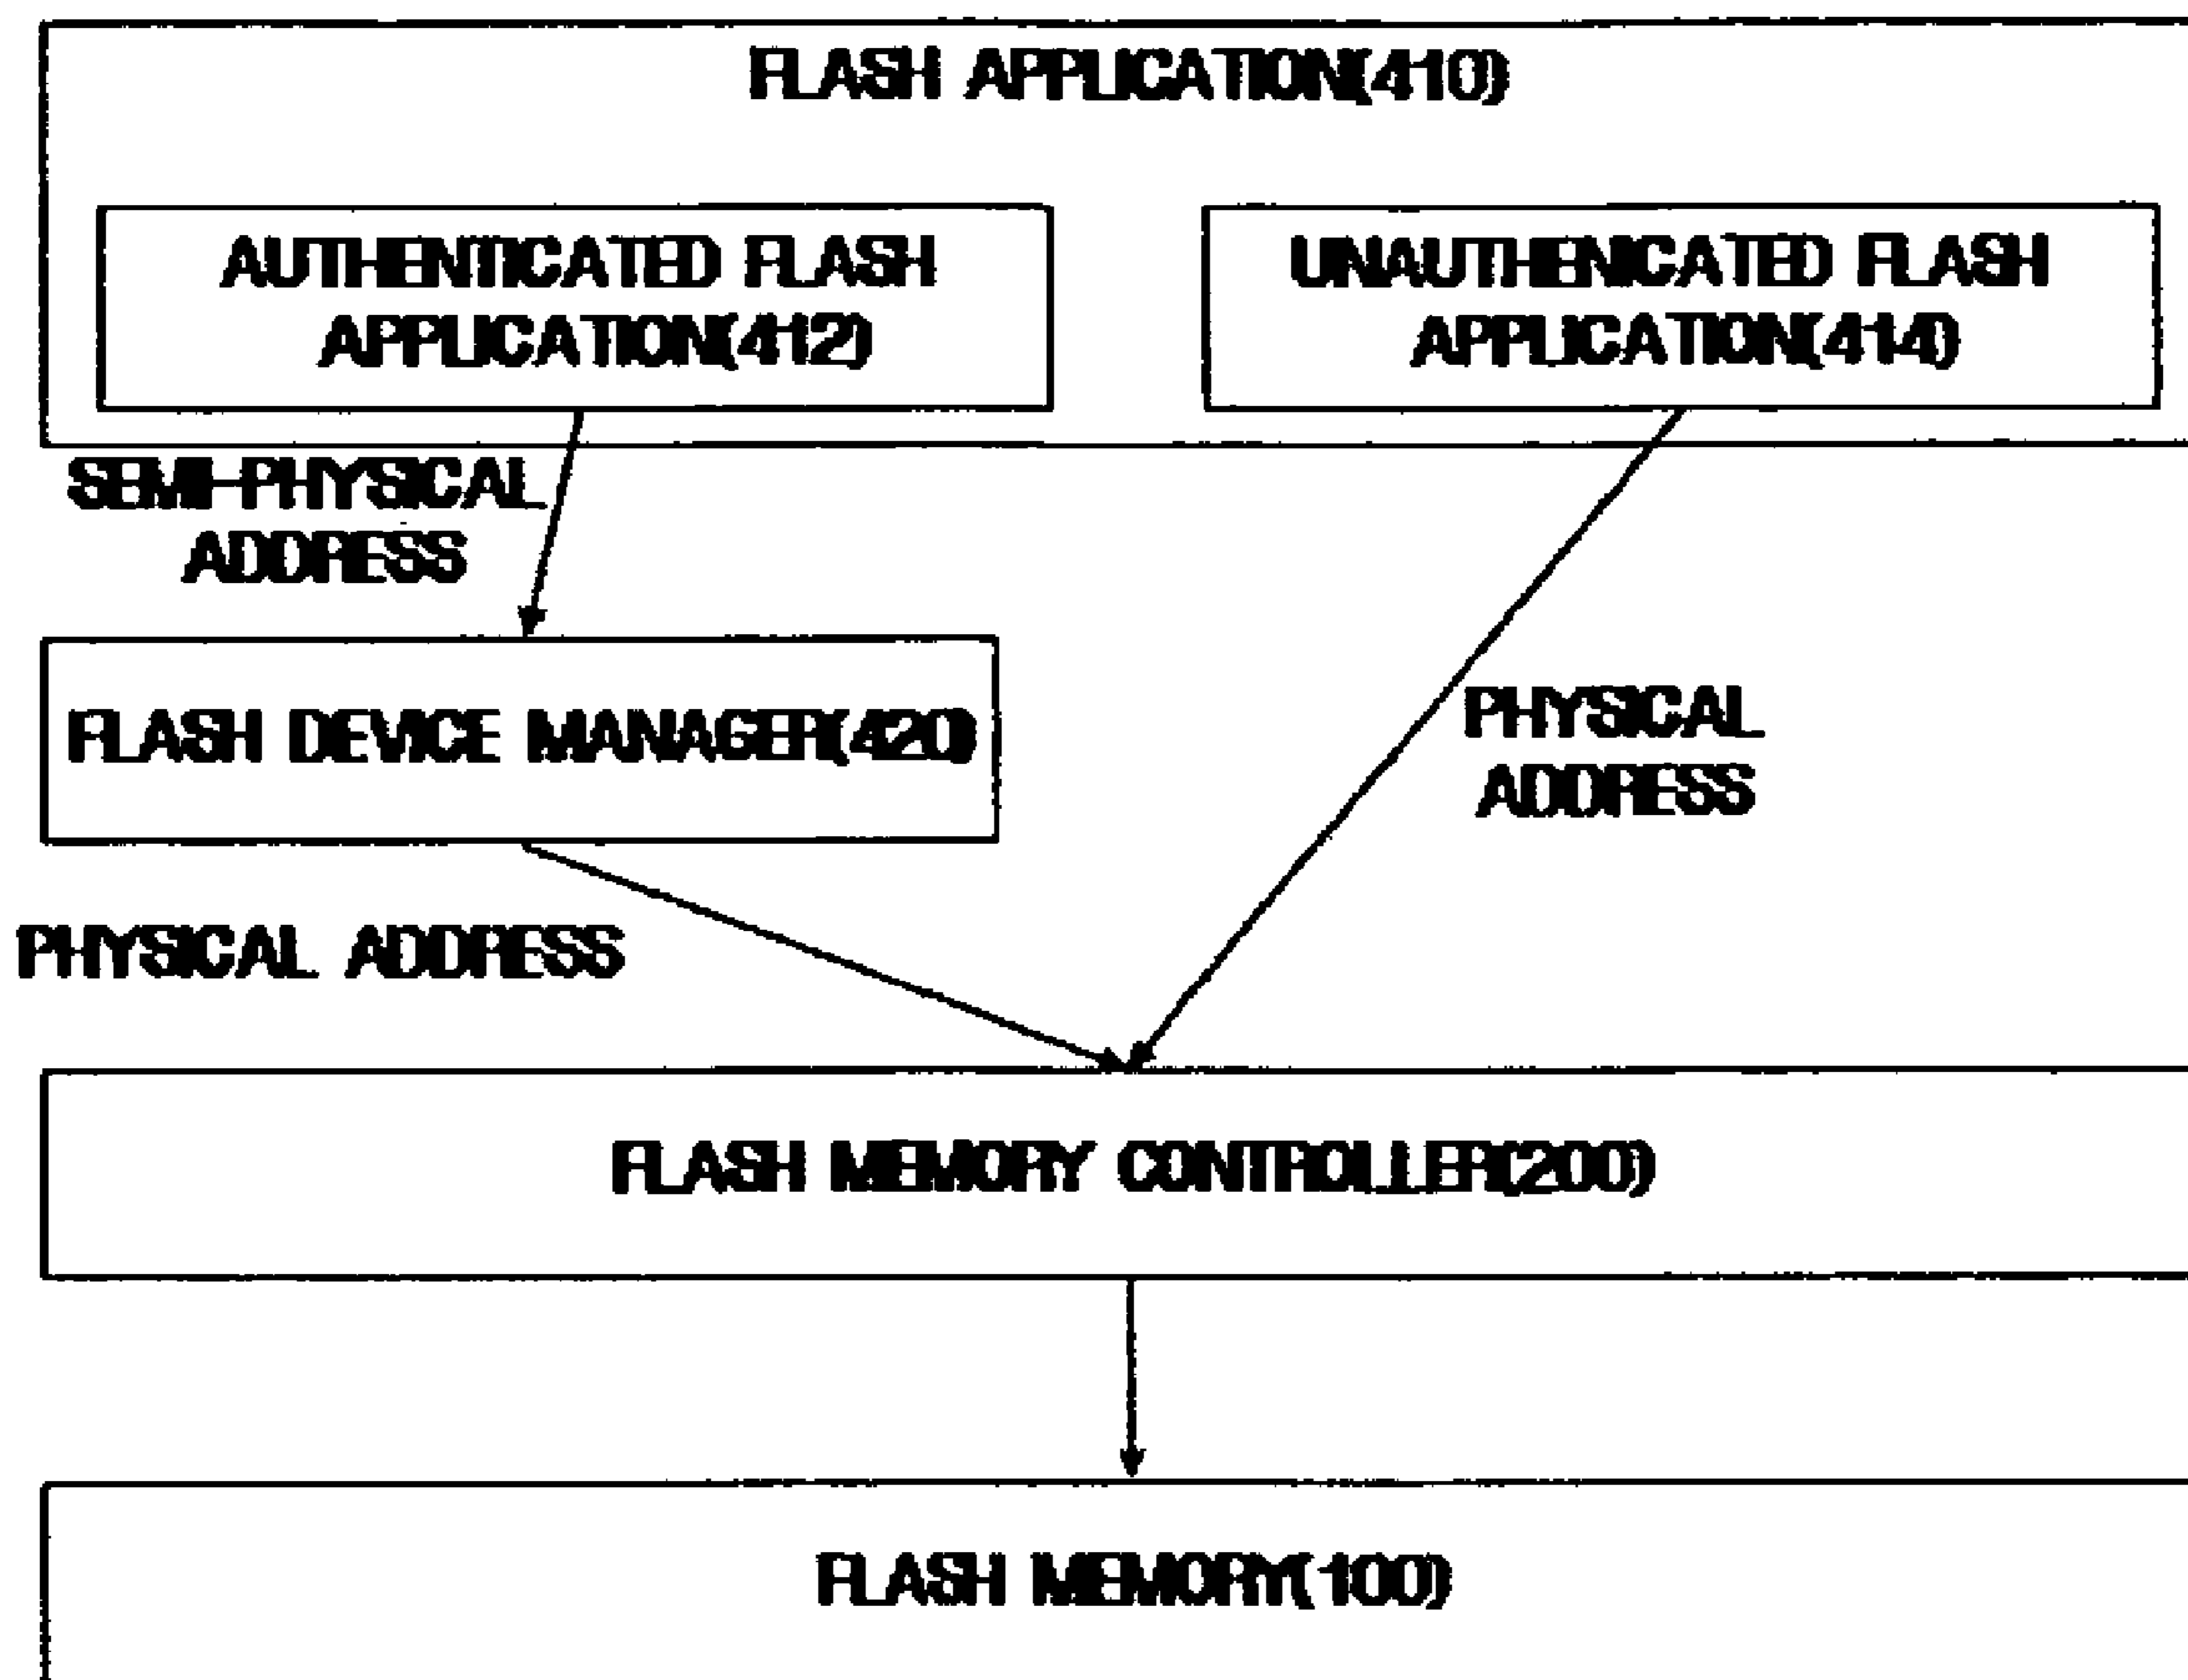 FLASH APPLICATION(410)
AUTHENTICATED FLASH
APPLICATION(412)
UNAUTHENICATED FLASH
APPLICATION(414)
SEMI-PHYSICAL
ADDRESS
FLASH DEVICE MANAGER(420)
PHYSICAL
ADDRESS
PHYSICAL ADDRESS
FLASH MEMORY CONTROLLER(200)
FLASH MEMORY(100)